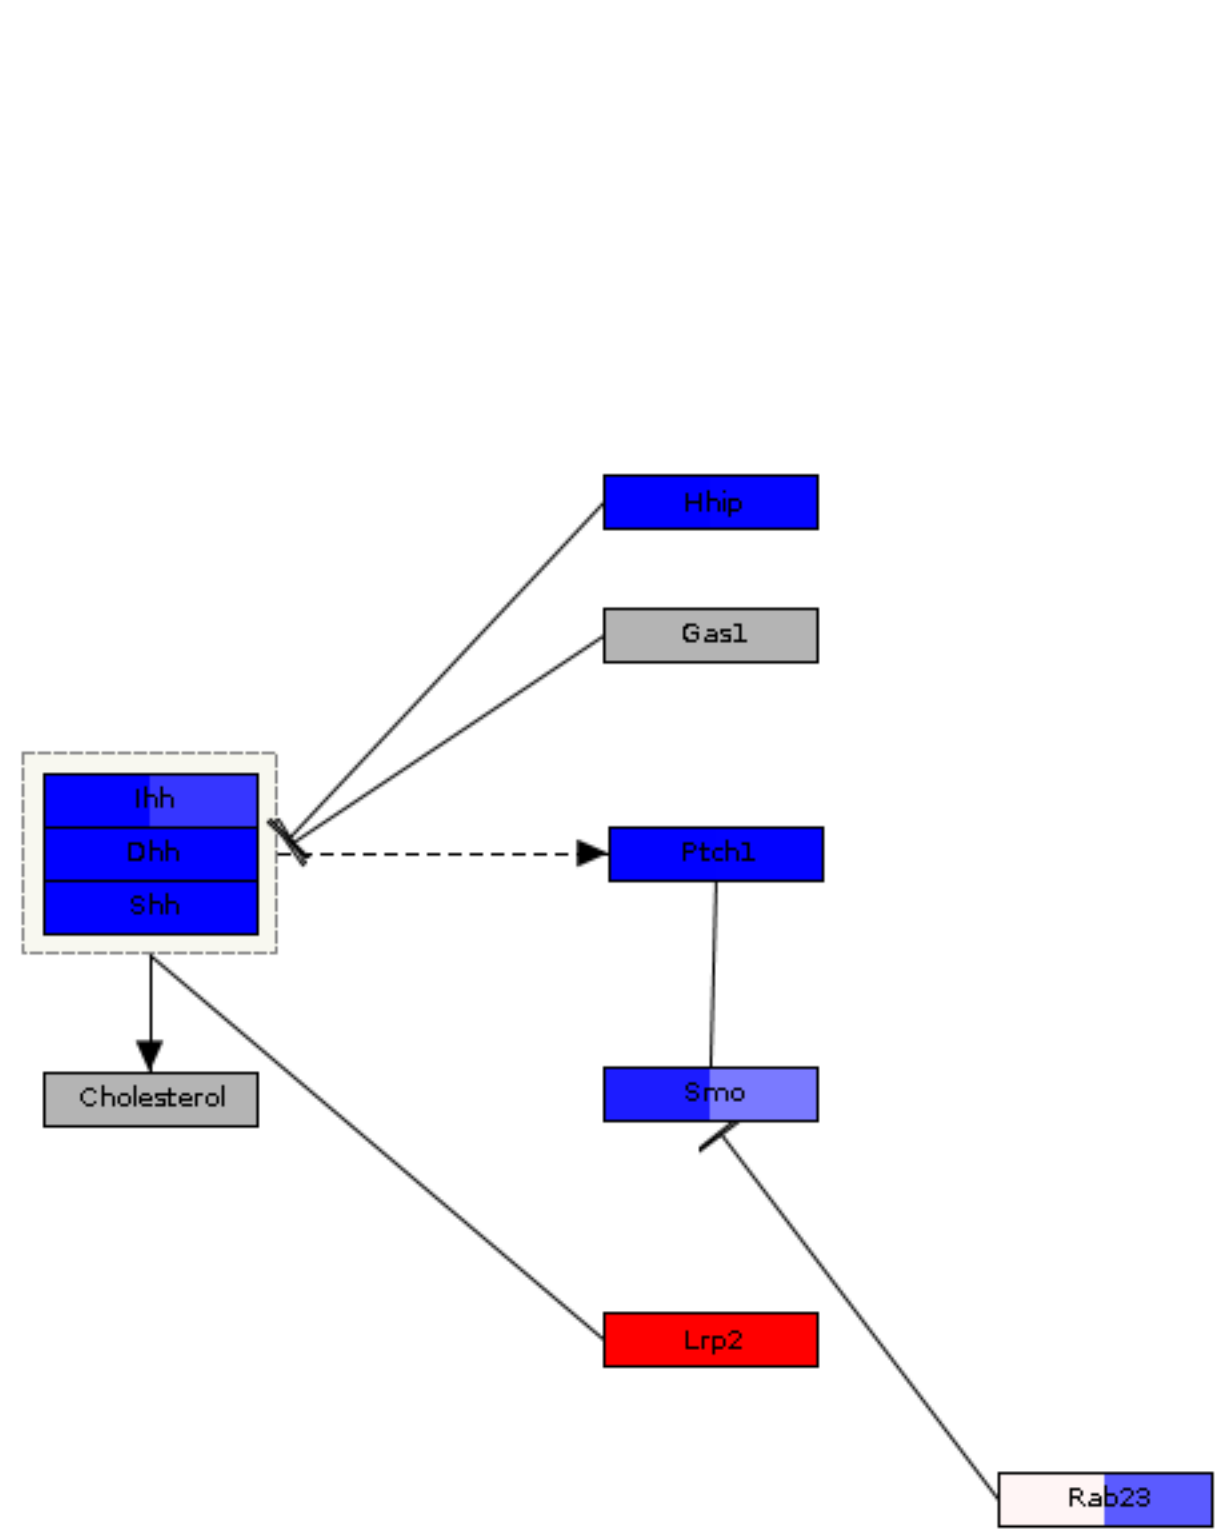 Hhip
Gas1
Ihh
Dhh
Shh
Ptch1
Cholesterol
Smo
Lrp2
Rab23